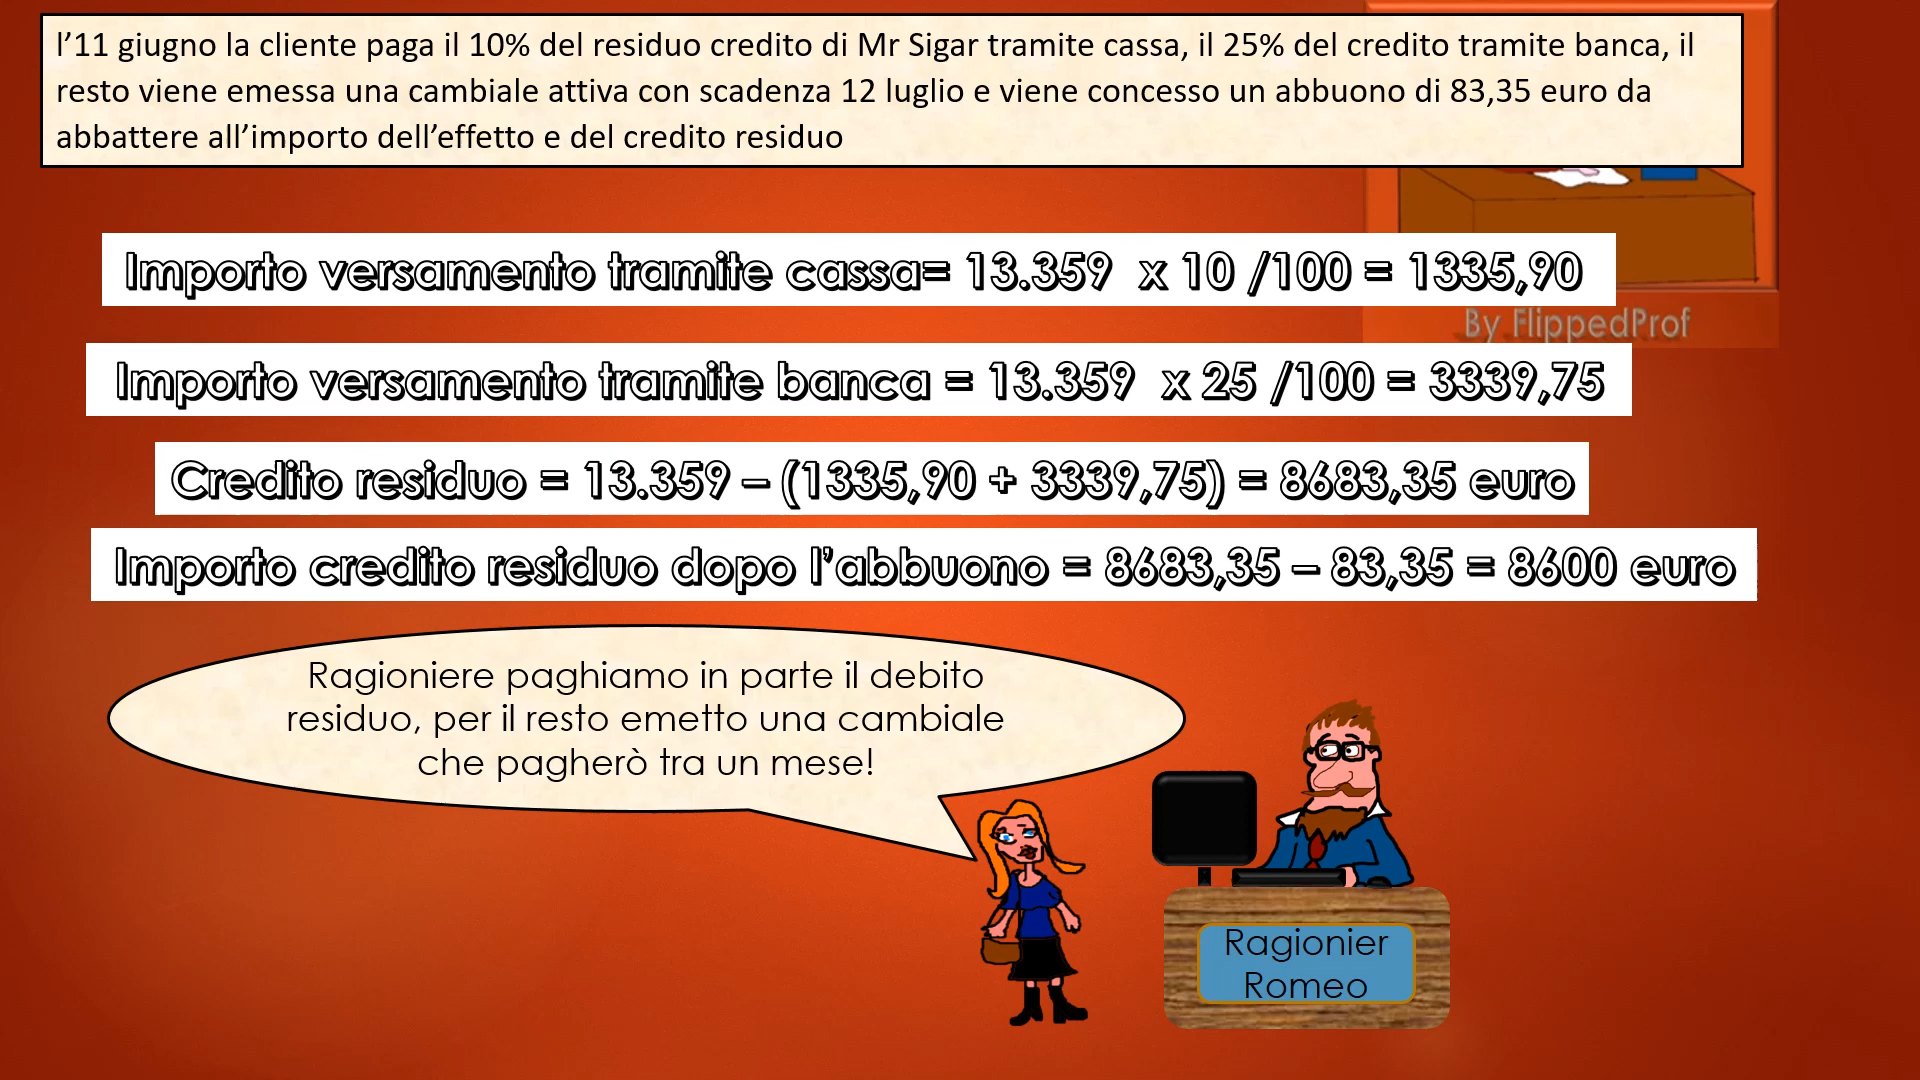 l’11 giugno la cliente paga il 10% del residuo credito di Mr Sigar tramite cassa, il 25% del credito tramite banca, il
resto viene emessa una cambiale attiva con scadenza 12 luglio e viene concesso un abbuono di 83,35 euro da
abbattere all’importo dell’effetto e del credito residuo
Importo versamento tramite cassa= 13.359 x 10 /100 = 1335,90
By FlippedProf
Importo versamento tramite banca = 13.359 x 25 /100 = 3339,75
Credito residuo = 13.359 – (1335,90 + 3339,75) = 8683,35 euro
Importo credito residuo dopo l’abbuono = 8683,35 – 83,35 = 8600 euro
Ragioniere paghiamo in parte il debito
residuo, per il resto emetto una cambiale
che pagherò tra un mese!
Ragionier
Romeo